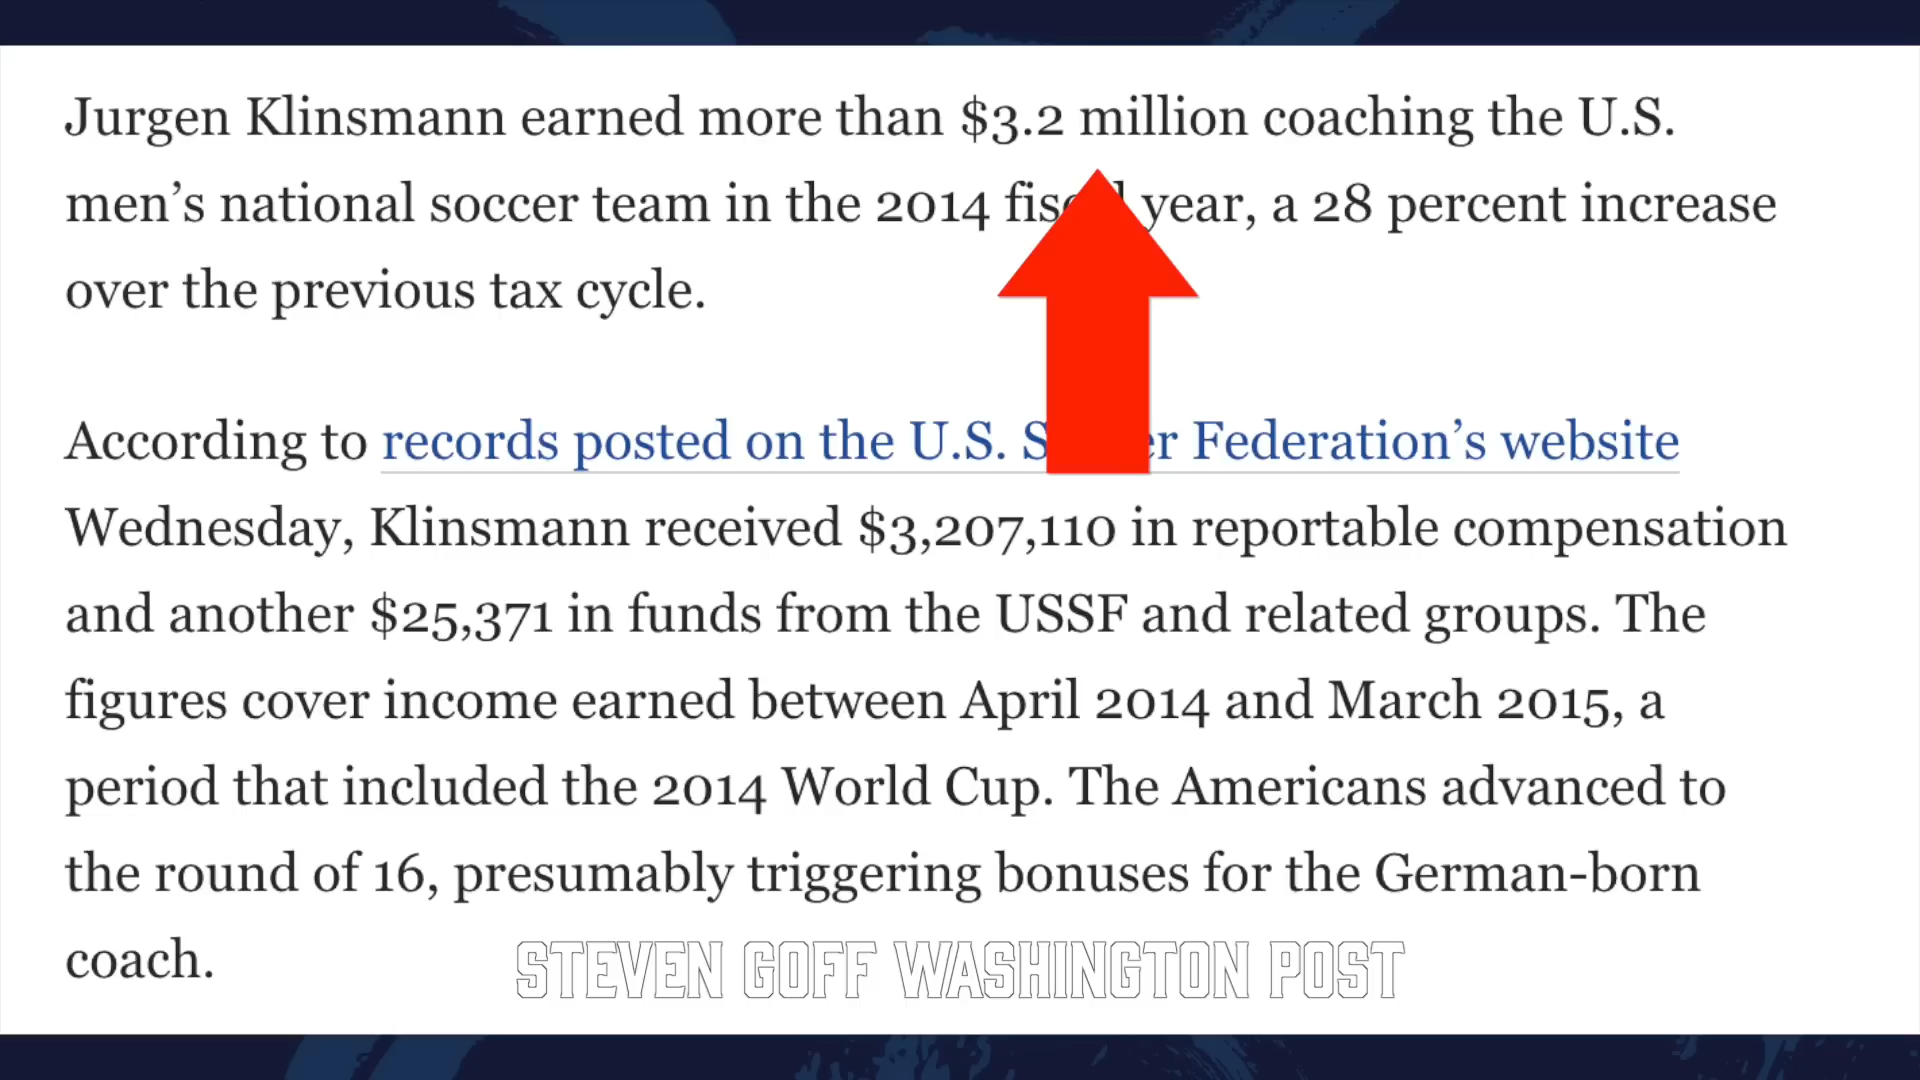 Jurgen Klinsmann earned more than $3.2 million coaching the U.S.
men’s national soccer team in the 2014 year, a 28 percent increase
over the previous tax cycle.
According to records posted on the U.S. Federation’s website
Wednesday, Klinsmann received $3,207,110 in reportable compensation
and another $25,371 in funds from the USSF and related groups. The
figures cover income earned between April 2014 and March 2015, a
period that included the 2014 World Cup. The Americans advanced to
the round of 16, presumably triggering bonuses for the German-born
coach.
STEVEN GOFF WASHINGTON POST